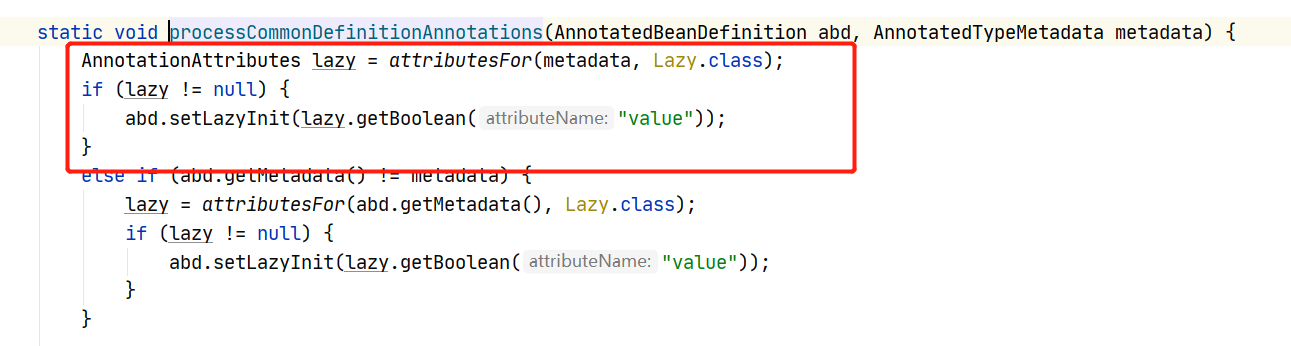 static void processCommonDefinitionAnnotations(AnnotatedBeanDefinition abd, AnnotatedTypeMetadata metadata) {
AnnotationAttributes lazy = attributesFor(metadata, Lazy.class);
if (lazy != null) {
abd.setLazyInit(lazy.getBoolean( attributeName: "value"));
}
else if (abd.getMetadata() != metadata) {
lazy = attributesFor(abd.getMetadata(), Lazy.class);
if (lazy != null) {
abd.setLazyInit(lazy.getBoolean( attributeName: "value"));
}
}